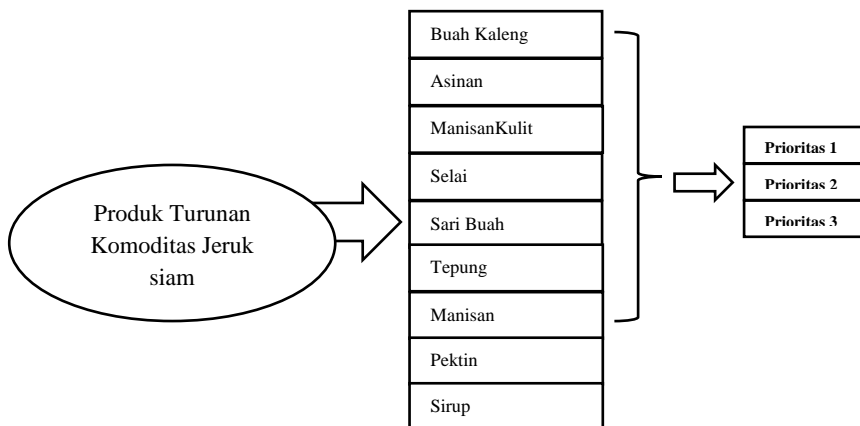 Produk Turunan
Komoditas Jeruk
siam
Buah Kaleng
Asinan
ManisanKulit
Selai
Sari Buah
Tepung
Manisan
Pektin
Sirup
Prioritas 1
Prioritas 2
Prioritas 3